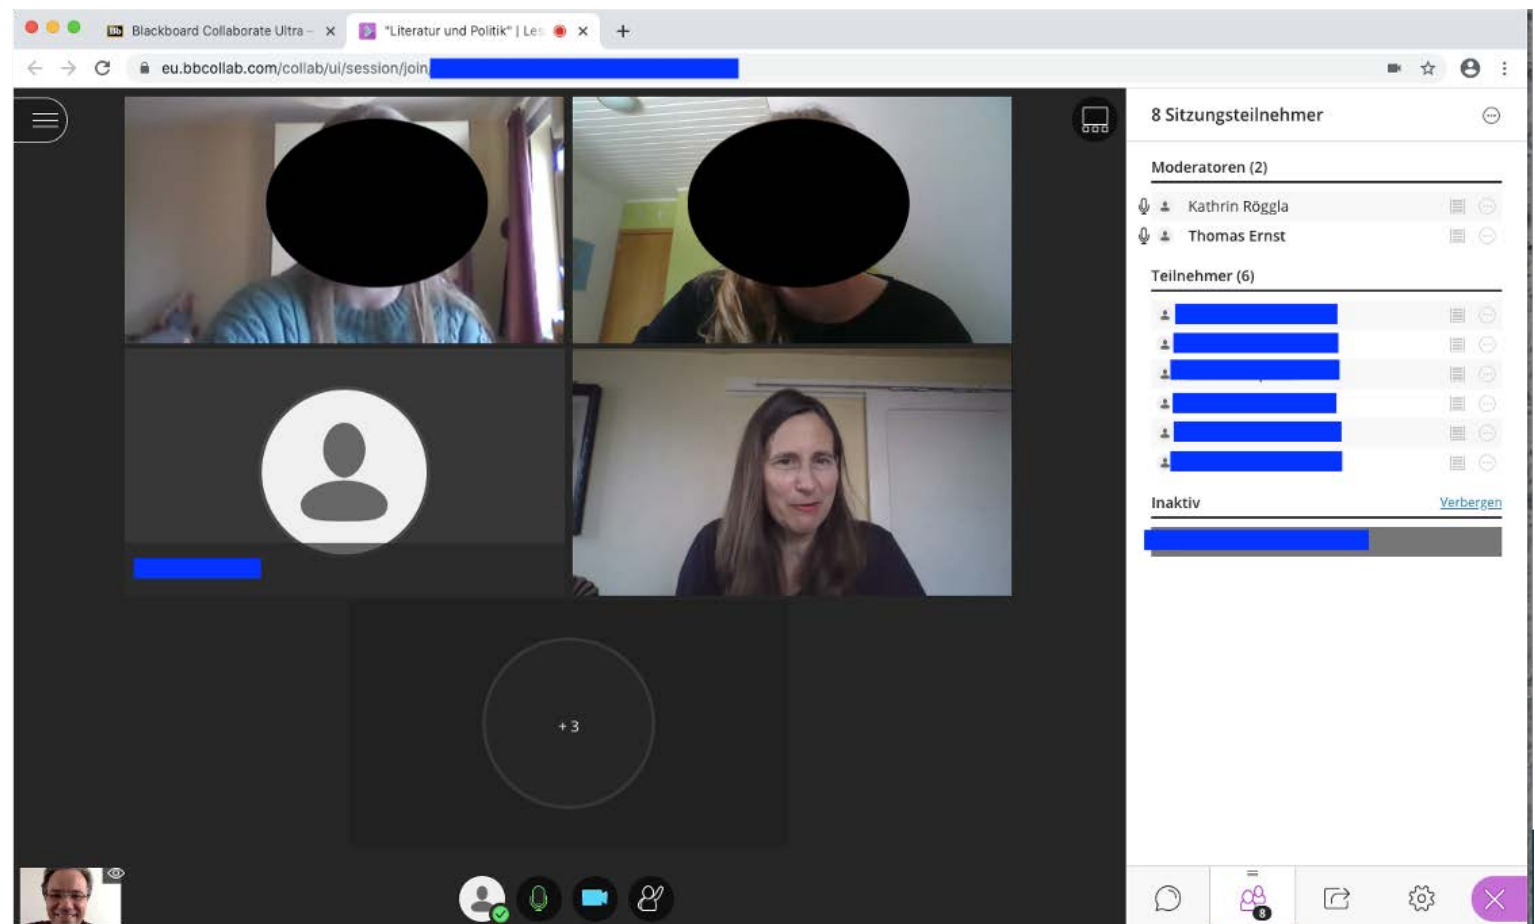 Blackboard Collaborate Ultra –
"Literatur und Politik" | Les
eu.bbcollab.com/collab/ui/session/join/
8 Sitzungsteilnehmer
Moderatoren (2)
Kathrin Röggla
Thomas Ernst
Teilnehmer (6)
Inaktiv
Verbergen
+ 3
8